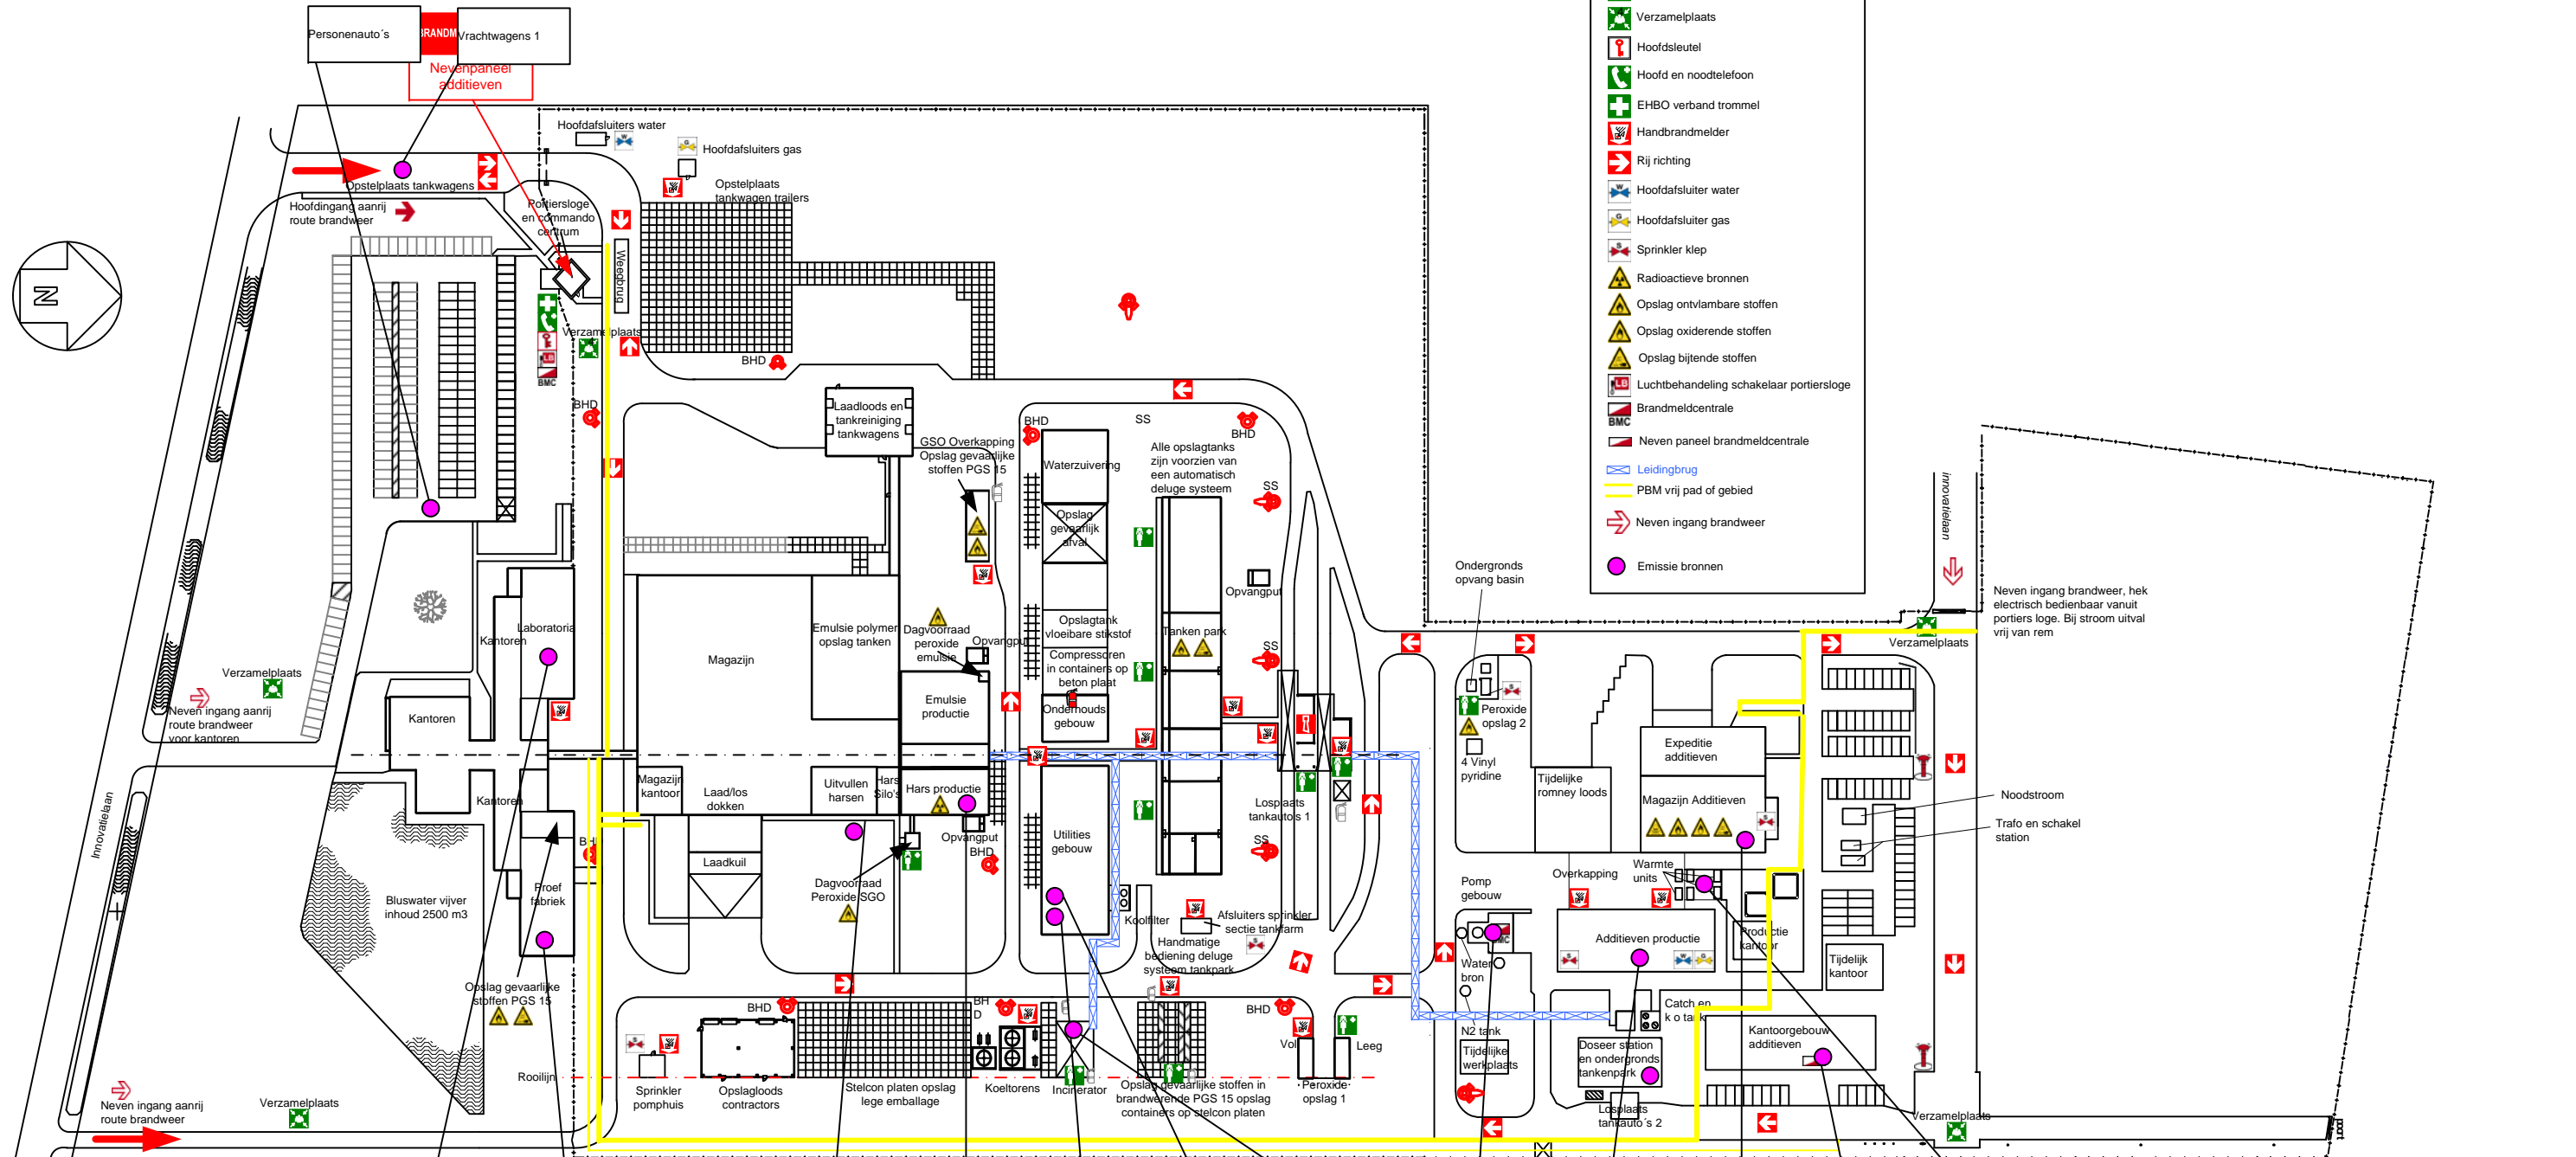 Personenauto´s
BRANDM
Vrachtwagens 1
Nevenpaneel
additieven
Hoofdafsluiters water
Hoofdafsluiters gas
Opstelplaats tankwagens
Hoofdingang aanrij
route brandweer
Portiersloge
en commando
centrum
Opstelplaats
tankwagen trailers
Weegbrug
N
Verzamelplaats
BMC
BHD
BHD
Laadloods en
tankreiniging
tankwagens
GSO Overkapping
Opslag gevaarlijke
stoffen PGS 15
BHD
SS
BHD
Waterzuivering
Alle opslagtanks
zijn voorzien van
een automatisch
deluge systeem
SS
Opslag
gevaarlijk
afval
Opvangput
Opslagtank
vloeibare stikstof
Compressoren
in containers op
beton plaat
Onderhouds
gebouw
Tanken park
SS
Kantoren
Laboratoria
Magazijn
Emulsie polymer
opslag tanken
Dagvoorraad
peroxide
emulsie
Opvangput
Emulsie
productie
Verzamelplaats
Neven ingang aanrij
route brandweer
voor kantoren
Kantoren
Kantoren
Magazijn
kantoor
Laad/los
dokken
Uitvullen
harsen
Hars
Silo's
Hars productie
Opvangput
BHD
Laadkuil
Dagvoorraad
Peroxide SGO
Utilities
gebouw
Koolfilter
Losplaats
tankauto's 1
SS
Afsluiters sprinkler
sectie tankfarm
Handmatige
bediening deluge
systeem tankpark
Innovatielaan
Bluswater vijver
inhoud 2500 m3
Proef
fabriek
Opslag gevaarlijke
stoffen PGS 15
Rooilijn
Neven ingang aanrij
route brandweer
Verzamelplaats
Sprinkler
pomphuis
BHD
Opslagloods
contractors
Stelcon platen opslag
lege emballage
BH
D
Koeltorens
Incinerator
Opslag gevaarlijke stoffen in
brandwerende PGS 15 opslag
containers op stelcon platen
BHD
Vol
Leeg
Peroxide
opslag 1
Ondergronds
opvang basin
Peroxide
opslag 2
4 Vinyl
pyridine
Tijdelijke
romney loods
Expeditie
additieven
Magazijn Additieven
Warmte
units
Overkapping
Pomp
gebouw
BMC
Water
bron
N2 tank
Tijdelijke
werkplaats
Additieven productie
Productie
kantoor
Tijdelijk
kantoor
Catch en
k o tank
Kantoorgebouw
additieven
Doseer station
en ondergronds
tankenpark
Losplaats
tankauto´s 2
Verzamelplaats
innovatielaan
Verzamelplaats
Neven ingang brandweer, hek
electrisch bedienbaar vanuit
portiers loge. Bij stroom uitval
vrij van rem
Noodstroom
Trafo en schakel
station
Verzamelplaats
Hoofdsleutel
Hoofd en noodtelefoon
EHBO verband trommel
Handbrandmelder
Rij richting
Hoofdafsluiter water
Hoofdafsluiter gas
Sprinkler klep
Radioactieve bronnen
Opslag ontvlambare stoffen
Opslag oxiderende stoffen
Opslag bijtende stoffen
LB
Luchtbehandeling schakelaar portiersloge
BMC
Brandmeldcentrale
Neven paneel brandmeldcentrale
Leidingbrug
PBM vrij pad of gebied
Neven ingang brandweer
Emissie bronnen